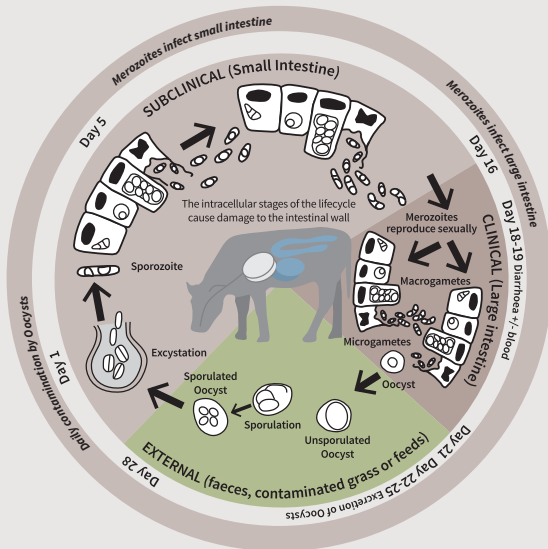 Merozoites infect small intestine
SUBCLINICAL (Small Intestine)
Merozoites infect large intestine
Day 5
Day 16
The intracellular stages of the lifecycle
cause damage to the intestinal wall
Merozoites
reproduce sexually
Day 18-19 Diarrhoea +/- blood
CLINICAL (Large intestine)
Sporozoite
Macrogametes
Microgametes
Excystation
Oocyst
Sporulated
Oocyst
Sporulation
Unsporulated
Oocyst
Daily contamination by Oocysts
Day 1
EXTERNAL (faeces, contaminated grass or feeds)
Day 28
Day 21 Day 22-25 Excretion of Oocysts